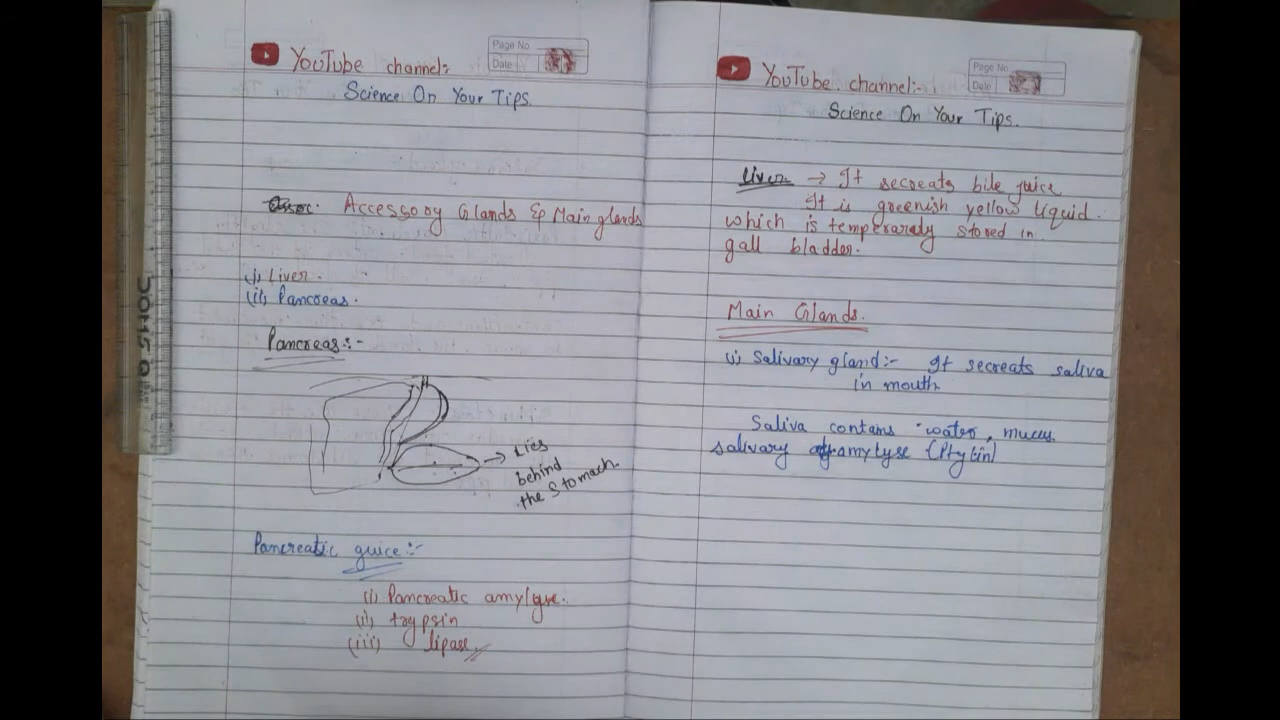 YouTube channel:
Page No
Date
Science On Your Tips.
Accessory Glands & Main glands
(i) Liver.
(ii) Pancreas.
Pancreas:-
→ Lies
behind
the Stomach.
Pancreatic guice:-
(i) Pancreatic amylyse.
(ii) trypsin
(iii) lipase
YouTube channel:-
Page No
Date
Science On Your Tips.
Liver → It secreats bile juice
It is greenish yellow liquid.
which is temperaraly stored in
gall bladder.
Main Glands.
(i) Salivary gland:- It secreats saliva
in mouth
Saliva contains water, mucus
salivary amylyse (Ptylin)